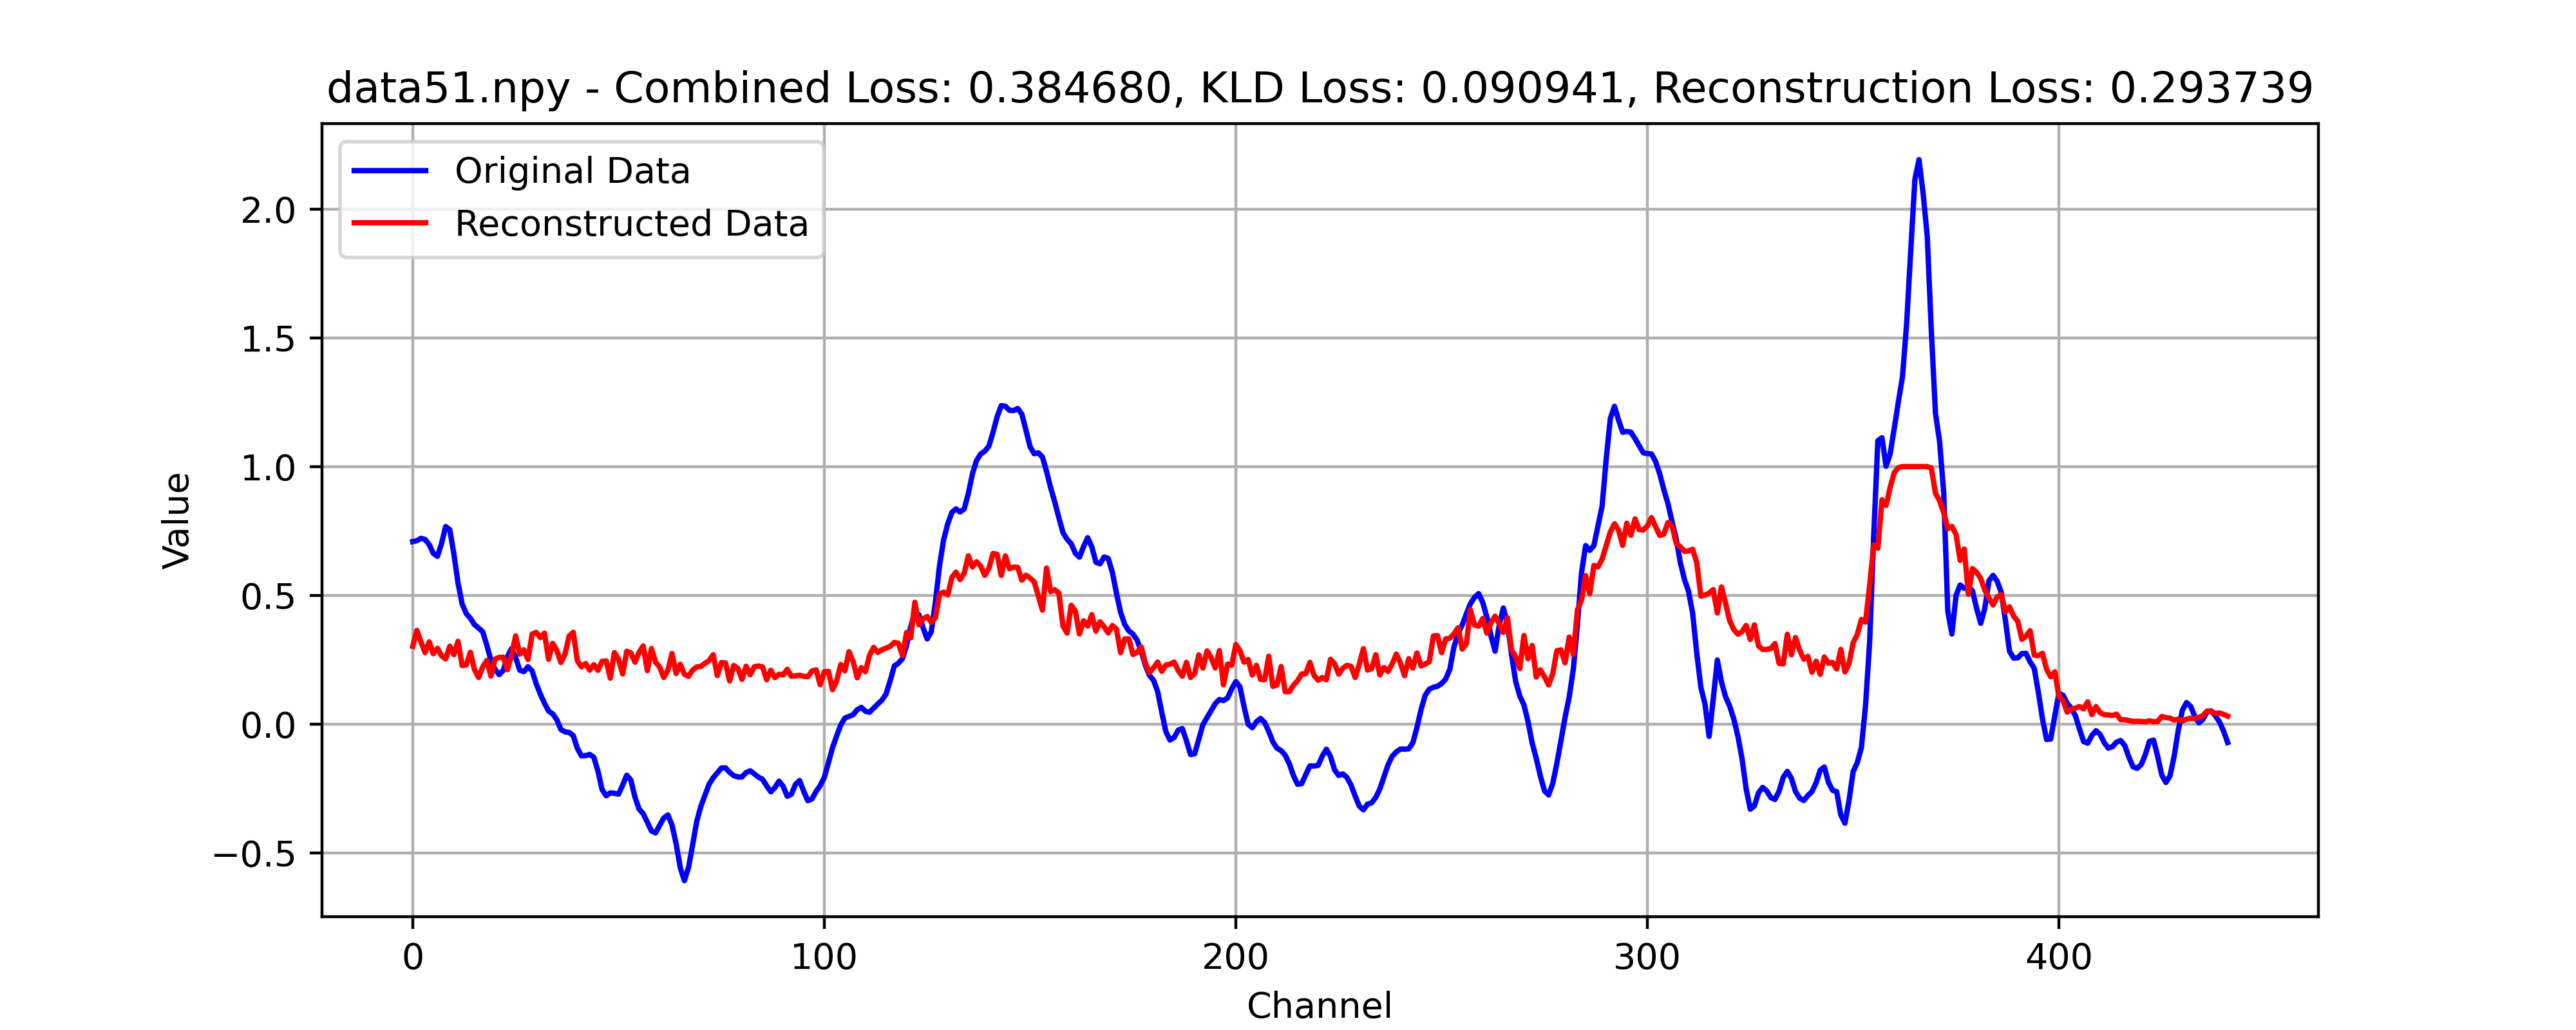 data51.npy - Combined Loss: 0.384680, KLD Loss: 0.090941, Reconstruction Loss: 0.293739
Original Data
Reconstructed Data
Value
2.0
1.5
1.0
0.5
0.0
−0.5
0
100
200
300
400
Channel